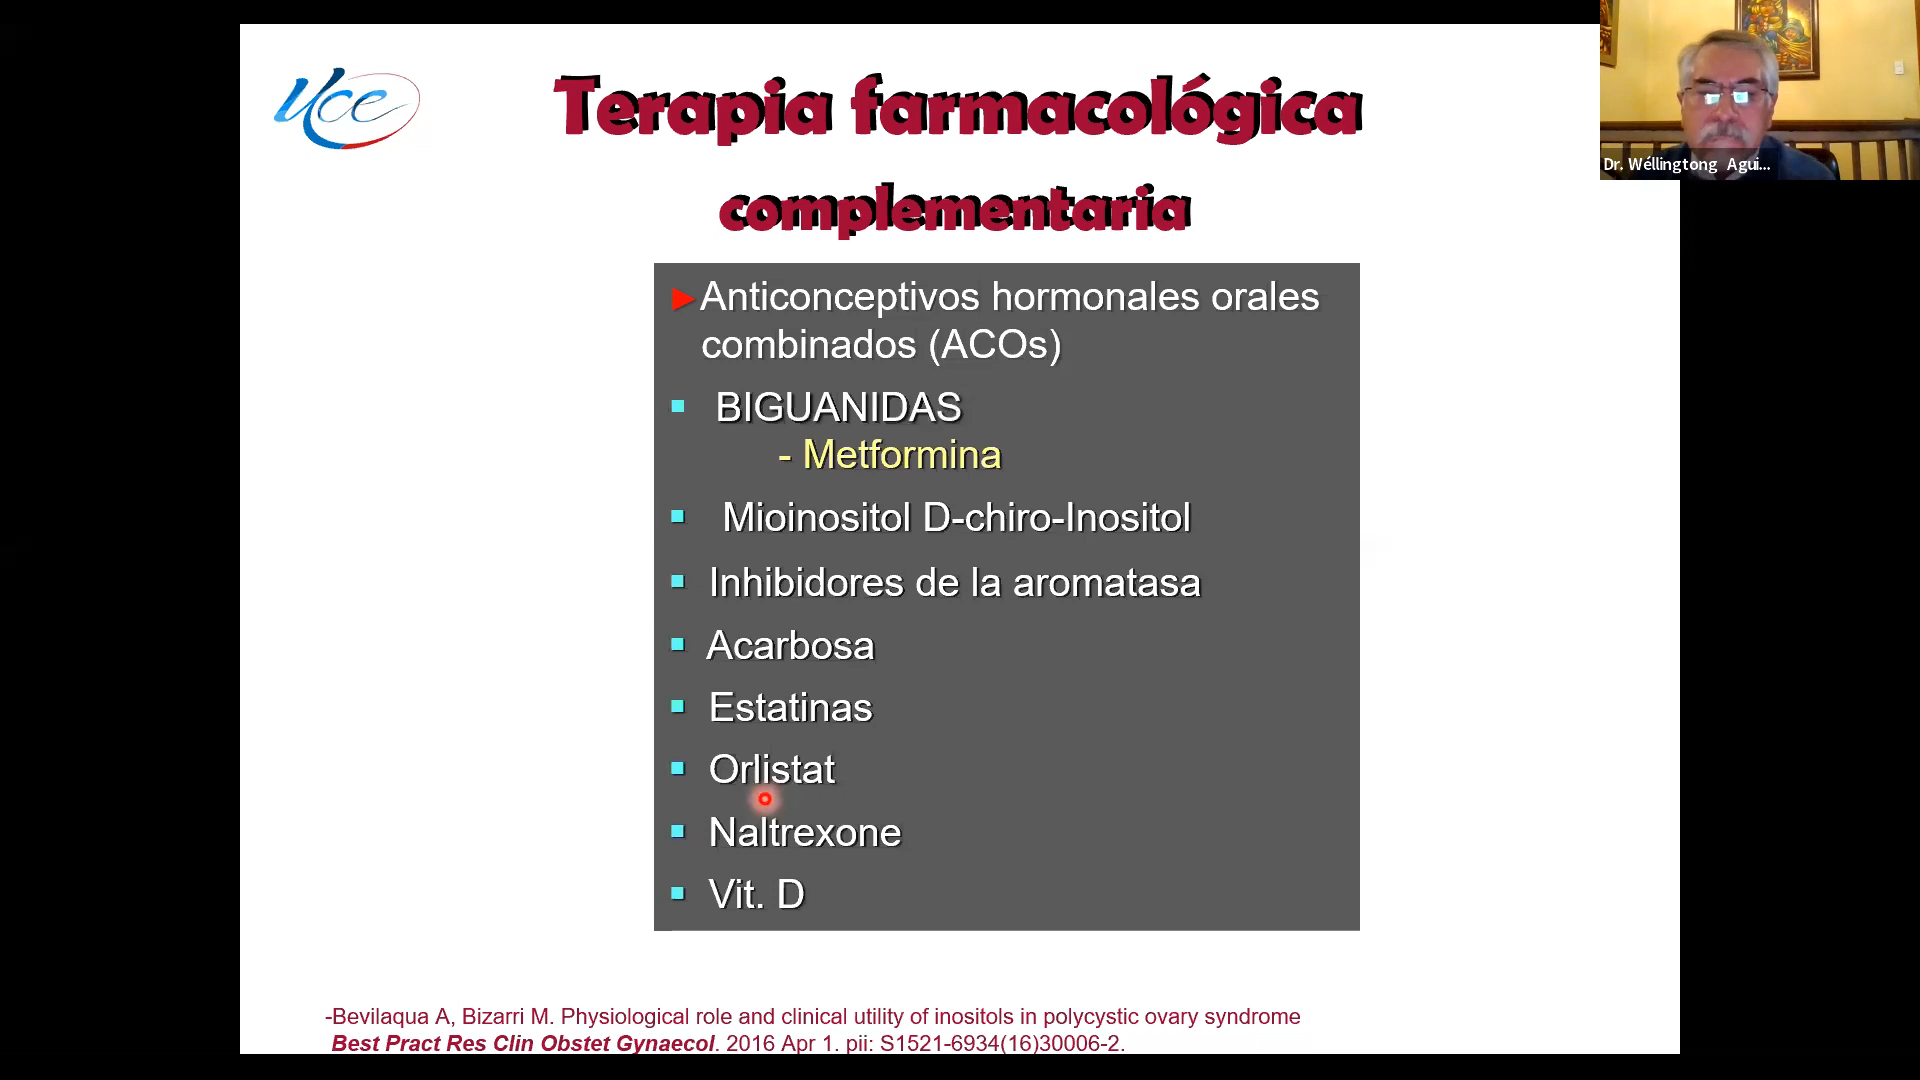 Uce
Terapia farmacológica
complementaria
Dr. Wéllingtong Agui...
►Anticonceptivos hormonales orales
combinados (ACOs)
▪ BIGUANIDAS
- Metformina
▪ Mioinositol D-chiro-Inositol
▪ Inhibidores de la aromatasa
▪ Acarbosa
▪ Estatinas
▪ Orlistat
▪ Naltrexone
▪ Vit. D
-Bevilaqua A, Bizarri M. Physiological role and clinical utility of inositols in polycystic ovary syndrome
Best Pract Res Clin Obstet Gynaecol. 2016 Apr 1. pii: S1521-6934(16)30006-2.